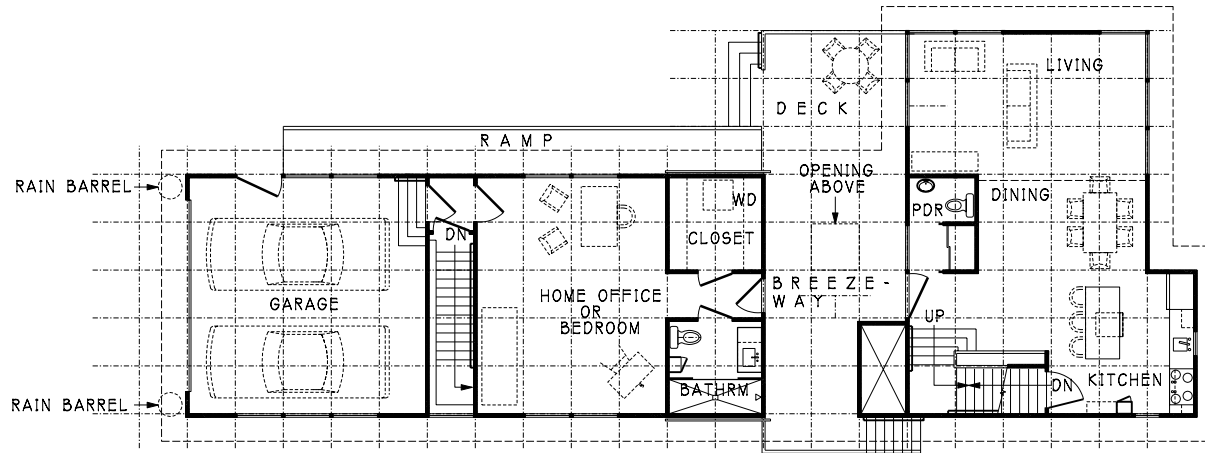 LIVING
DECK
RAMP
OPENING
ABOVE
RAIN BARREL
WD
DINING
PDR
DN
CLOSET
BREEZE-
WAY
HOME OFFICE
OR
BEDROOM
GARAGE
UP
KITCHEN
DN
BATHRM
RAIN BARREL